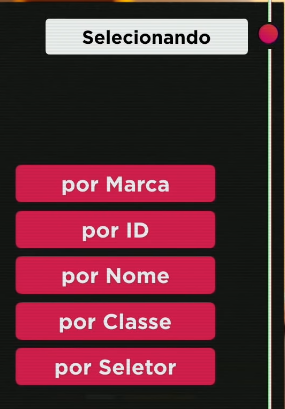 Selecionando
por Marca
por ID
por Nome
por Classe
por Seletor